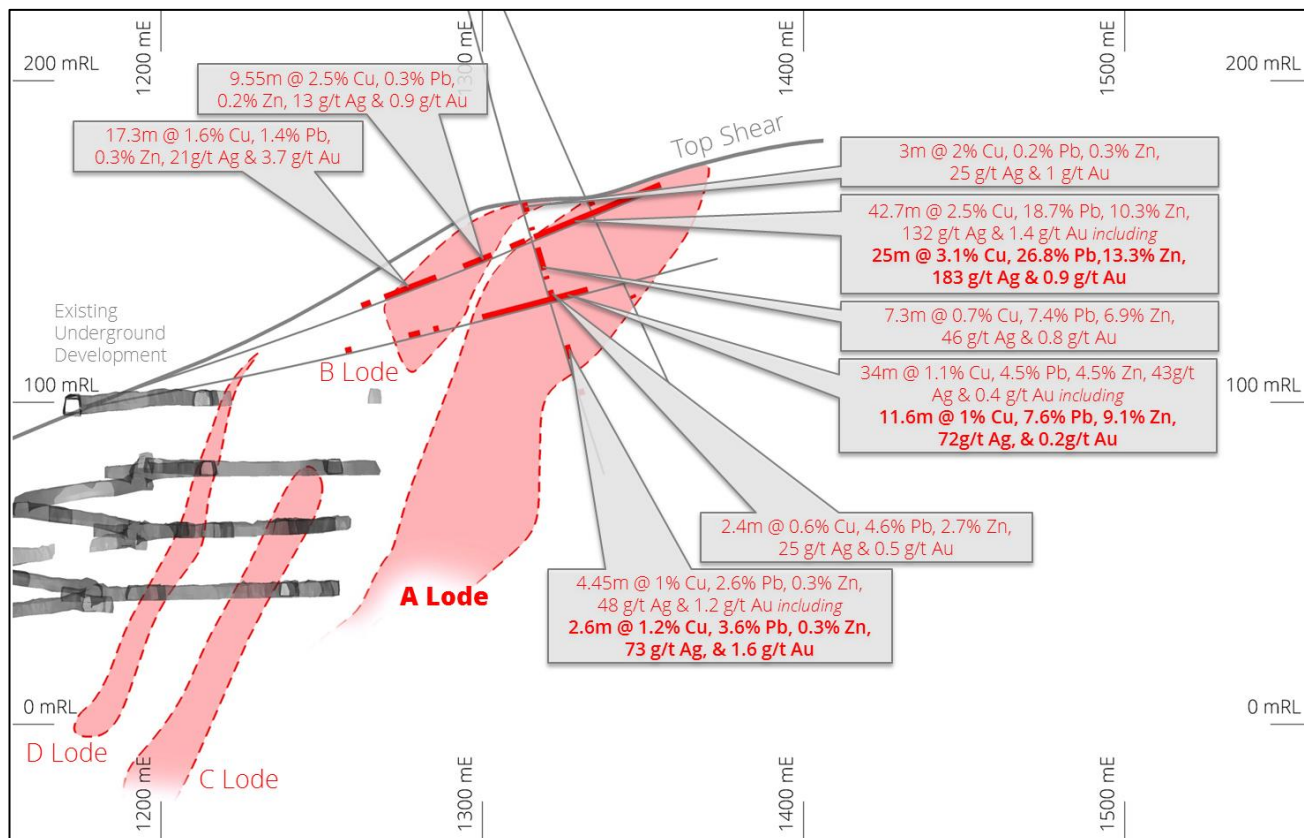 1200 mE
1300 mE
1400 mE
1500 mE
200 mRL
200 mRL
9.55m @ 2.5% Cu, 0.3% Pb,
0.2% Zn, 13 g/t Ag & 0.9 g/t Au
17.3m @ 1.6% Cu, 1.4% Pb,
0.3% Zn, 21g/t Ag & 3.7 g/t Au
Top Shear
3m @ 2% Cu, 0.2% Pb, 0.3% Zn,
25 g/t Ag & 1 g/t Au
42.7m @ 2.5% Cu, 18.7% Pb, 10.3% Zn,
132 g/t Ag & 1.4 g/t Au including
25m @ 3.1% Cu, 26.8% Pb,13.3% Zn,
183 g/t Ag & 0.9 g/t Au
7.3m @ 0.7% Cu, 7.4% Pb, 6.9% Zn,
46 g/t Ag & 0.8 g/t Au
Existing
Underground
Development
B Lode
34m @ 1.1% Cu, 4.5% Pb, 4.5% Zn, 43g/t
Ag & 0.4 g/t Au including
11.6m @ 1% Cu, 7.6% Pb, 9.1% Zn,
72g/t Ag, & 0.2g/t Au
100 mRL
100 mRL
2.4m @ 0.6% Cu, 4.6% Pb, 2.7% Zn,
25 g/t Ag & 0.5 g/t Au
A Lode
4.45m @ 1% Cu, 2.6% Pb, 0.3% Zn,
48 g/t Ag & 1.2 g/t Au including
2.6m @ 1.2% Cu, 3.6% Pb, 0.3% Zn,
73 g/t Ag, & 1.6 g/t Au
0 mRL
0 mRL
D Lode
C Lode
1200 mE
1300 mE
1400 mE
1500 mE